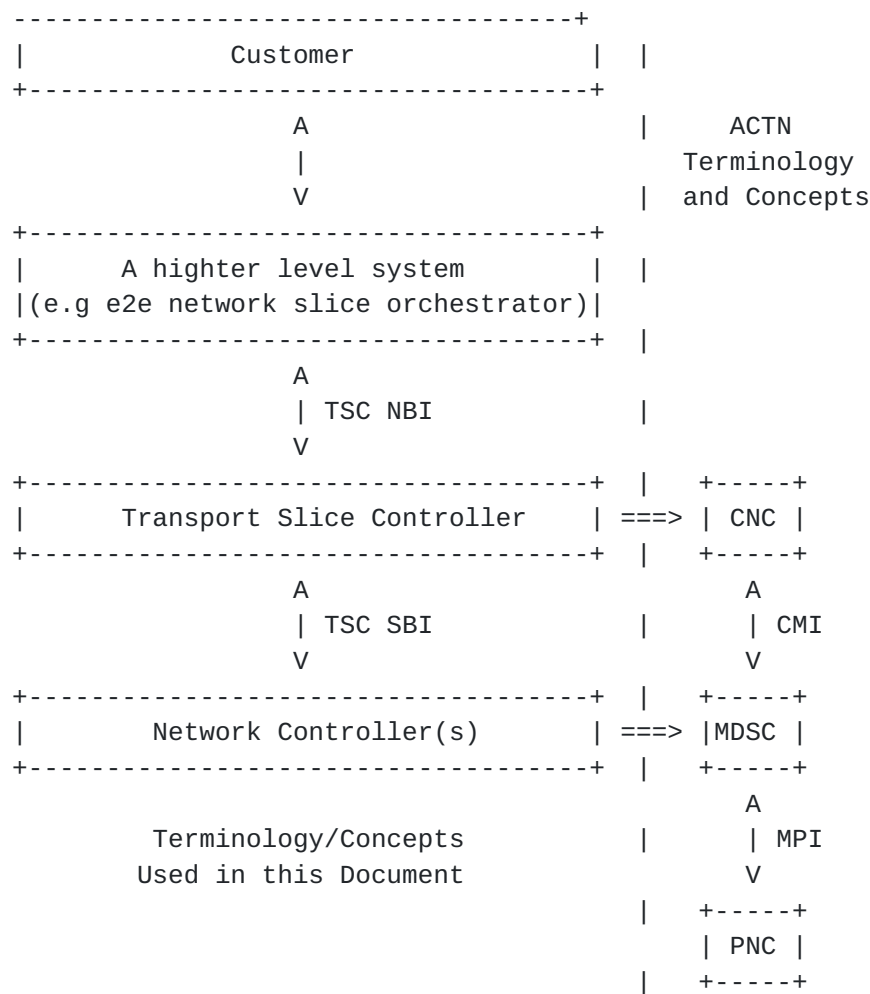 ------------------------------------+
|             Customer               |  |
+------------------------------------+
                  A                     |     ACTN
                  |                        Terminology
                  V                     |  and Concepts
+------------------------------------+
|      A highter level system        |  |
|(e.g e2e network slice orchestrator)|
+------------------------------------+  |
                  A
                  | TSC NBI             |
                  V
+------------------------------------+  |   +-----+
|      Transport Slice Controller    | ===> | CNC |
+------------------------------------+  |   +-----+
                  A                            A
                  | TSC SBI             |      | CMI
                  V                            V
+------------------------------------+  |   +-----+
|        Network Controller(s)       | ===> |MDSC |
+------------------------------------+  |   +-----+
                                               A
         Terminology/Concepts           |      | MPI
        Used in this Document                  V
                                        |   +-----+
                                            | PNC |
                                        |   +-----+